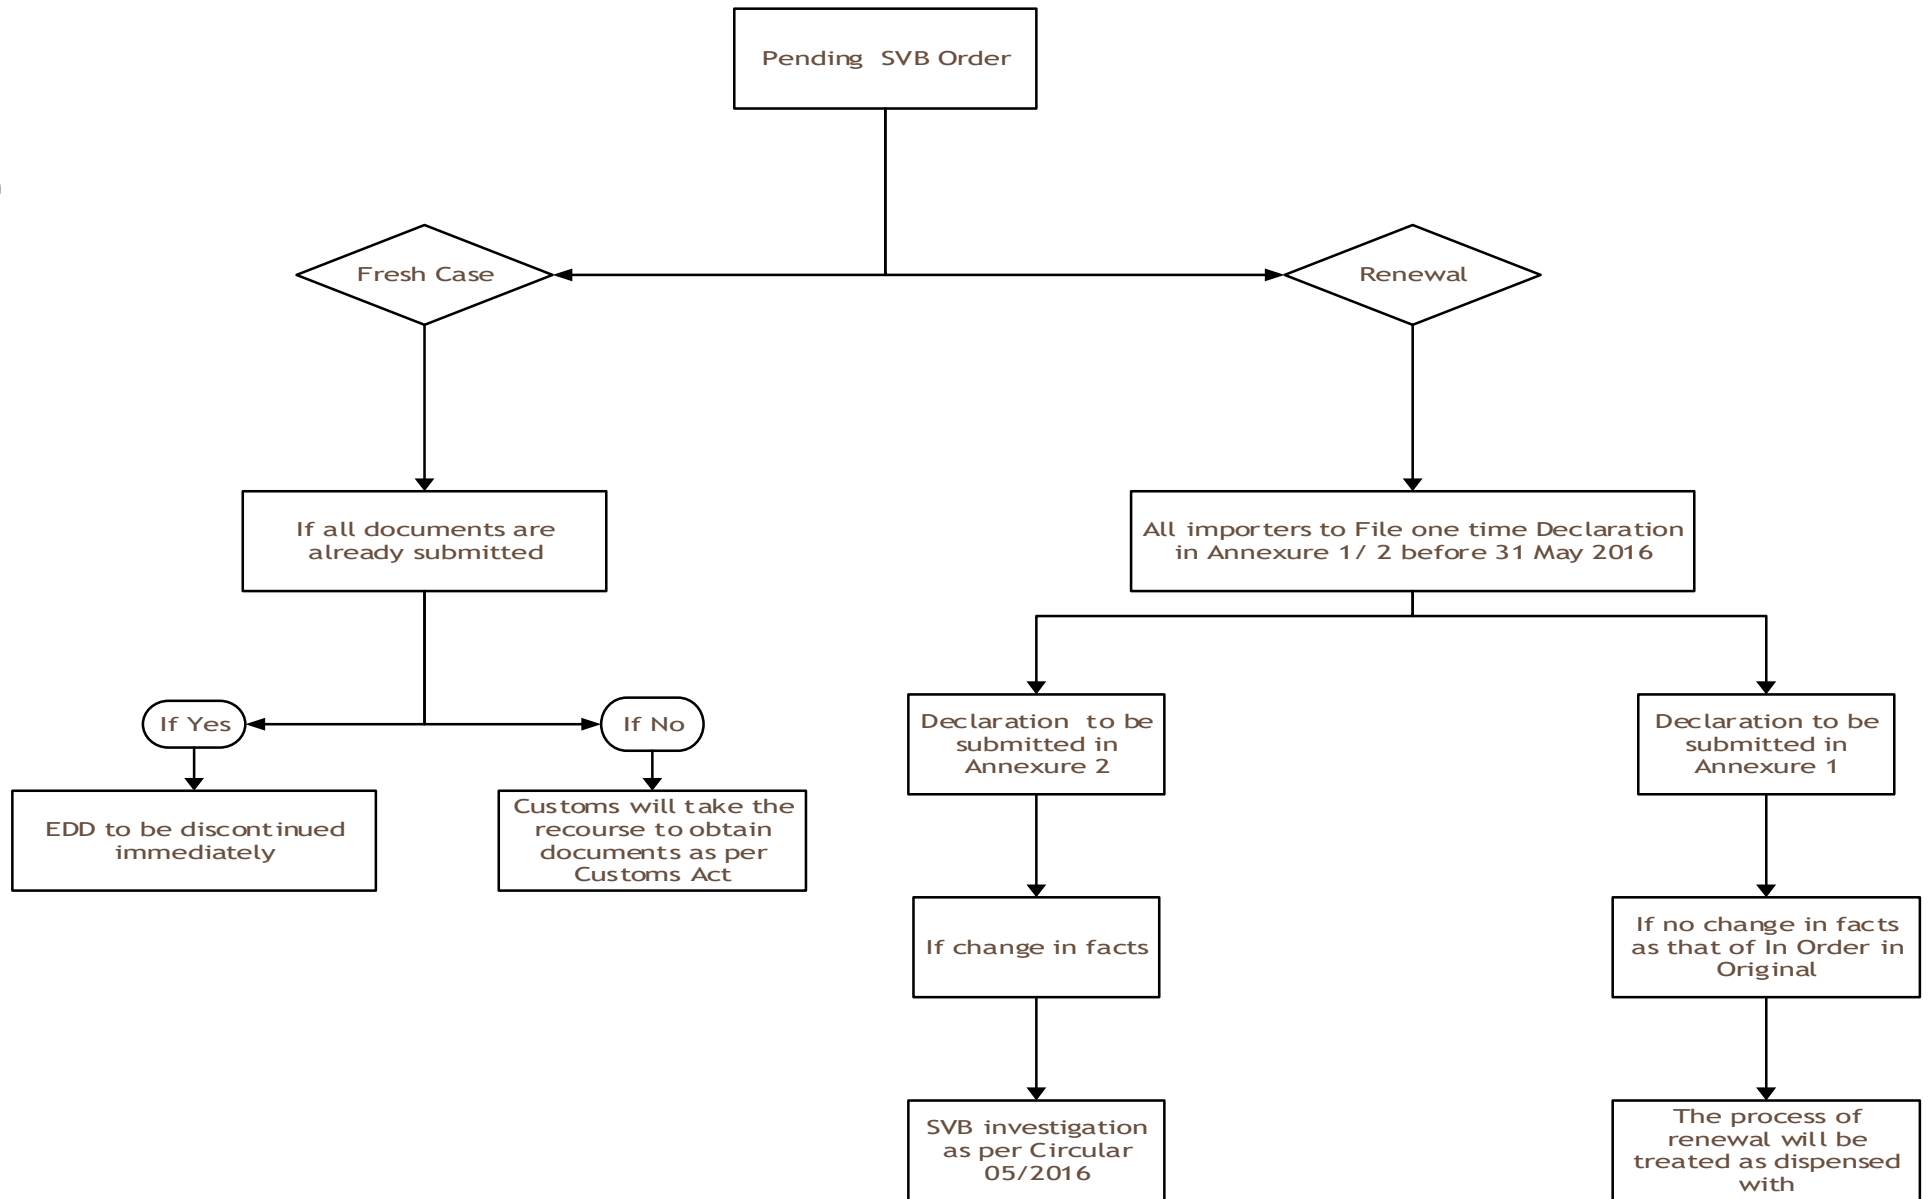 Pending SVB Order
Fresh Case
Renewal
If all documents are
already submitted
All importers to File one time Declaration
in Annexure 1/ 2 before 31 May 2016
If Yes
If No
Declaration to be
submitted in
Annexure 2
Declaration to be
submitted in
Annexure 1
EDD to be discontinued
immediately
Customs will take the
recourse to obtain
documents as per
Customs Act
If change in facts
If no change in facts
as that of In Order in
Original
SVB investigation
as per Circular
05/2016
The process of
renewal will be
treated as dispensed
with